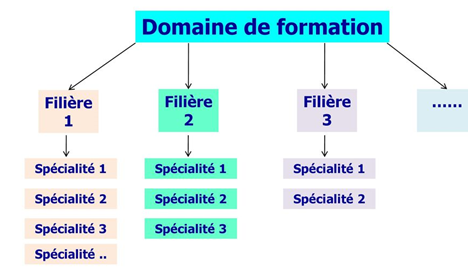 Domaine de formation
Filière
1
Filière
2
Filière
3
......
Spécialité 1
Spécialité 1
Spécialité 1
Spécialité 2
Spécialité 2
Spécialité 2
Spécialité 3
Spécialité 3
Spécialité ..